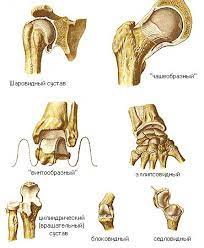 Шаровидный сустав
"чашеобразный"
"винтообразный"
эллипсовидный
цилиндрический
(вращательный)
сустав
блоковидный
седловидный